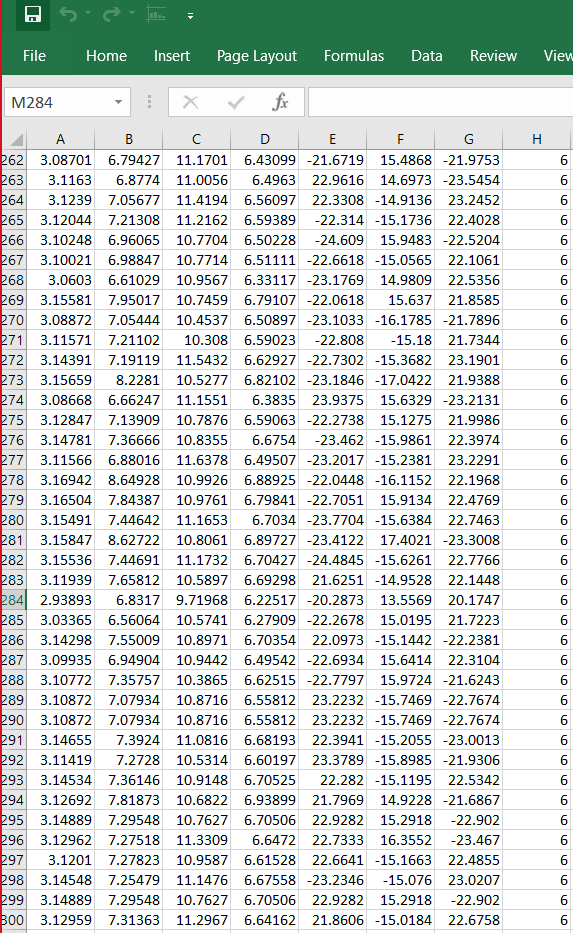 File Home Insert Page Layout Formulas Data Review View
M284 fx
A B C D E F G H
262 3.08701 6.79427 11.1701 6.43099 -21.6719 15.4868 -21.9753 6
263 3.1163 6.8774 11.0056 6.4963 22.9616 14.6973 -23.5454 6
264 3.1239 7.05677 11.4194 6.56097 22.3308 -14.9136 23.2452 6
265 3.12044 7.21308 11.2162 6.59389 -22.314 -15.1736 22.4028 6
266 3.10248 6.96065 10.7704 6.50228 -24.609 15.9483 -22.5204 6
267 3.10021 6.98847 10.7714 6.51111 -22.6618 -15.0565 22.1061 6
268 3.0603 6.61029 10.9567 6.33117 -23.1769 14.9809 22.5356 6
269 3.15581 7.95017 10.7459 6.79107 -22.0618 15.637 21.8585 6
270 3.08872 7.05444 10.4537 6.50897 -23.1033 -16.1785 -21.7896 6
271 3.11571 7.21102 10.308 6.59023 -22.808 -15.18 21.7344 6
272 3.14391 7.19119 11.5432 6.62927 -22.7302 -15.3682 23.1901 6
273 3.15659 8.2281 10.5277 6.82102 -23.1846 -17.0422 21.9388 6
274 3.08668 6.66247 11.1551 6.3835 23.9375 15.6329 -23.2131 6
275 3.12847 7.13909 10.7876 6.59063 -22.2738 15.1275 21.9986 6
276 3.14781 7.36666 10.8355 6.6754 -23.462 -15.9861 22.3974 6
277 3.11566 6.88016 11.6378 6.49507 -23.2017 -15.2381 23.2291 6
278 3.16942 8.64928 10.9926 6.88925 -22.0448 -16.1152 22.1968 6
279 3.16504 7.84387 10.9761 6.79841 -22.7051 15.9134 22.4769 6
280 3.15491 7.44642 11.1653 6.7034 -23.7704 -15.6384 22.7463 6
281 3.15847 8.62722 10.8061 6.89727 -23.4122 17.4021 -23.3008 6
282 3.15536 7.44691 11.1732 6.70427 -24.4845 -15.6261 22.7766 6
283 3.11939 7.65812 10.5897 6.69298 21.6251 -14.9528 22.1448 6
284 2.93893 6.8317 9.71968 6.22517 -20.2873 13.5569 20.1747 6
285 3.03365 6.56064 10.5741 6.27909 -22.2678 15.0195 21.7223 6
286 3.14298 7.55009 10.8971 6.70354 22.0973 -15.1442 -22.2381 6
287 3.09935 6.94904 10.9442 6.49542 -22.6934 15.6414 22.3104 6
288 3.10772 7.35757 10.3865 6.62515 -22.7797 15.9724 -21.6243 6
289 3.10872 7.07934 10.8716 6.55812 23.2232 -15.7469 -22.7674 6
290 3.10872 7.07934 10.8716 6.55812 23.2232 -15.7469 -22.7674 6
291 3.14655 7.3924 11.0816 6.68193 22.3941 -15.2055 -23.0013 6
292 3.11419 7.2728 10.5314 6.60197 23.3789 -15.8985 -21.9306 6
293 3.14534 7.36146 10.9148 6.70525 22.282 -15.1195 22.5342 6
294 3.12692 7.81873 10.6822 6.93899 21.7969 14.9228 -21.6867 6
295 3.14889 7.29548 10.7627 6.70506 22.9282 15.2918 -22.902 6
296 3.12962 7.27518 11.3309 6.6472 22.7333 16.3552 -23.467 6
297 3.1201 7.27823 10.9587 6.61528 22.6641 -15.1663 22.4855 6
298 3.14548 7.25479 11.1476 6.67558 -23.2346 -15.076 23.0207 6
299 3.14889 7.29548 10.7627 6.70506 22.9282 15.2918 -22.902 6
300 3.12959 7.31363 11.2967 6.64162 21.8606 -15.0184 22.6758 6